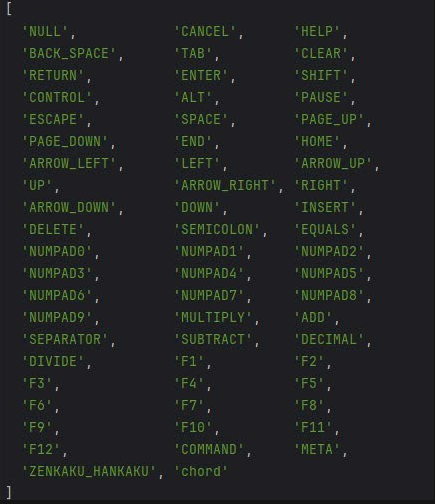 [
'NULL', 'CANCEL', 'HELP',
'BACK_SPACE', 'TAB', 'CLEAR',
'RETURN', 'ENTER', 'SHIFT',
'CONTROL', 'ALT', 'PAUSE',
'ESCAPE', 'SPACE', 'PAGE_UP',
'PAGE_DOWN', 'END', 'HOME',
'ARROW_LEFT', 'LEFT', 'ARROW_UP',
'UP', 'ARROW_RIGHT', 'RIGHT',
'ARROW_DOWN', 'DOWN', 'INSERT',
'DELETE', 'SEMICOLON', 'EQUALS',
'NUMPAD0', 'NUMPAD1', 'NUMPAD2',
'NUMPAD3', 'NUMPAD4', 'NUMPAD5',
'NUMPAD6', 'NUMPAD7', 'NUMPAD8',
'NUMPAD9', 'MULTIPLY', 'ADD',
'SEPARATOR', 'SUBTRACT', 'DECIMAL',
'DIVIDE', 'F1', 'F2',
'F3', 'F4', 'F5',
'F6', 'F7', 'F8',
'F9', 'F10', 'F11',
'F12', 'COMMAND', 'META',
'ZENKAKU_HANKAKU', 'chord'
]